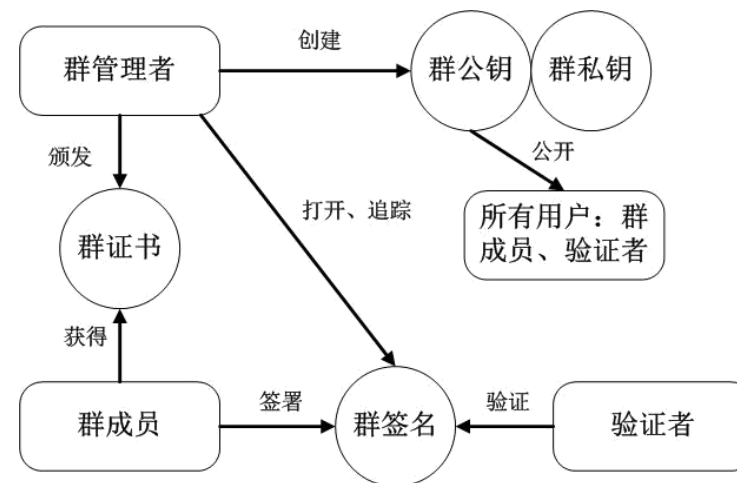 创建
群管理者
群公钥
群私钥
颁发
公开
打开、追踪
所有用户：群
成员、验证者
群证书
获得
签署
验证
群成员
群签名
验证者